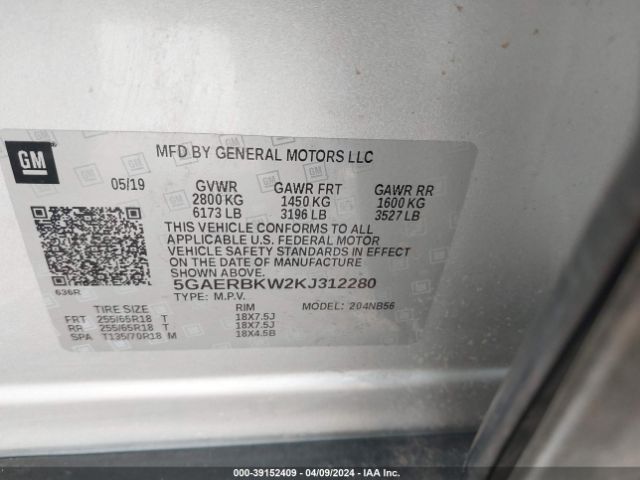 GM
MFD BY GENERAL MOTORS LLC
05/19
GVWR GAWR FRT GAWR RR
2800 KG 1450 KG 1600 KG
6173 LB 3196 LB 3527 LB
THIS VEHICLE CONFORMS TO ALL
APPLICABLE U.S. FEDERAL MOTOR
VEHICLE SAFETY STANDARDS IN EFFECT
ON THE DATE OF MANUFACTURE
SHOWN ABOVE.
636R
5GAERBKW2KJ312280
TYPE: M.P.V. MODEL: 204NB56
TIRE SIZE RIM
FRT 255/65R18 T 18X7.5J
RR 255/65R18 T 18X7.5J
SPA T135/70R18 M 18X4.5B
000-39152409 - 04/09/2024 - IAA Inc.